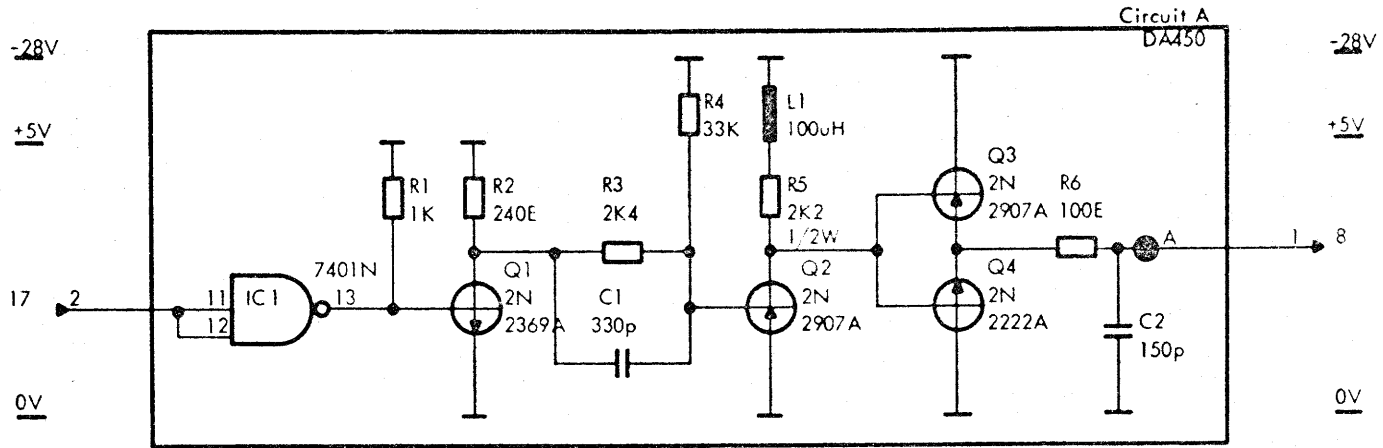 Circuit A
DA450
-28V
-28V
+5V
+5V
R4
33K
L1
100uH
Q3
2N
2907A
R1
1K
R2
240E
R3
2K4
R5
2K2
1/2W
R6
100E
A
1
8
7401N
Q1
2N
2369A
C1
330p
Q2
2N
2907A
Q4
2N
2222A
17
2
11
12
IC1
13
C2
150p
0V
0V